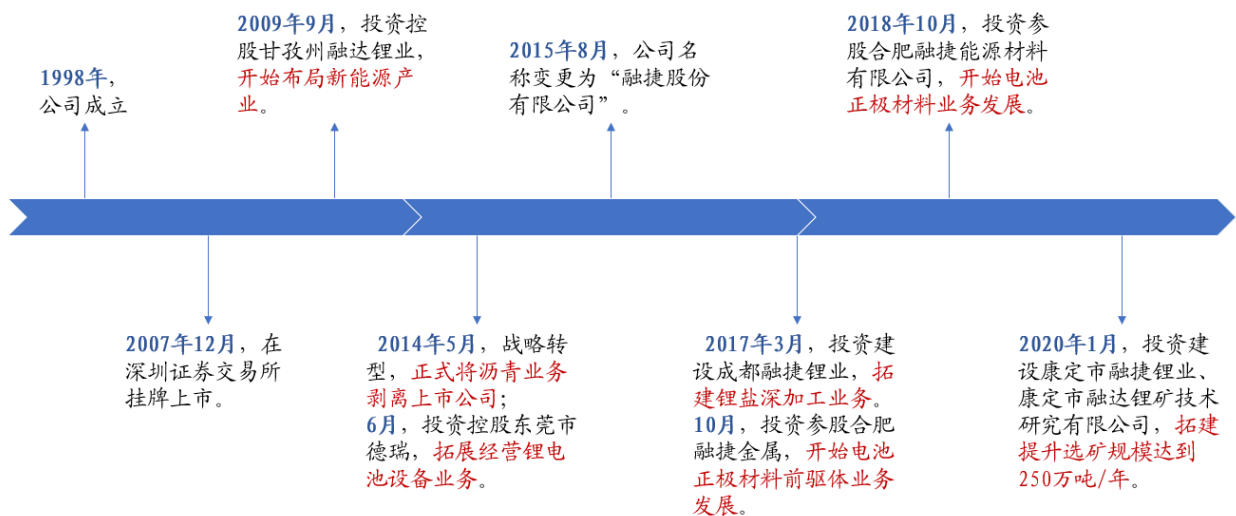 1998年，
公司成立
2009年9月，投资控
股甘孜州融达锂业，
开始布局新能源产
业。
2015年8月，公司名
称变更为“融捷股份
有限公司”。
2018年10月，投资参
股合肥融捷能源材料
有限公司，开始电池
正极材料业务发展。
2007年12月，在
深圳证券交易所
挂牌上市。
2014年5月，战略转
型，正式将沥青业务
剥离上市公司；
6月，投资控股东莞市
德瑞，拓展经营锂电
池设备业务。
2017年3月，投资建
设成都融捷锂业，拓
建锂盐深加工业务。
10月，投资参股合肥
融捷金属，开始电池
正极材料前驱体业务
发展。
2020年1月，投资建
设康定市融捷锂业、
康定市融达锂矿技术
研究有限公司，拓建
提升选矿规模达到
250万吨/年。